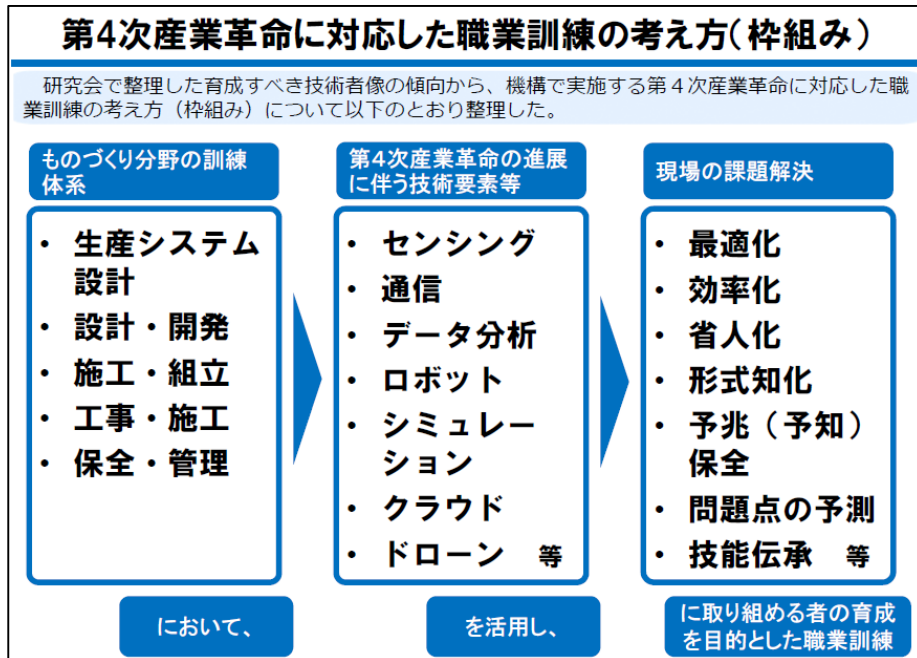 第4次産業革命に対応した職業訓練の考え方(枠組み)
研究会で整理した育成すべき技術者像の傾向から、機構で実施する第４次産業革命に対応した職
業訓練の考え方（枠組み）について以下のとおり整理した。
ものづくり分野の訓練
体系
・ 生産システム
設計
・ 設計・開発
・ 施工・組立
・ 工事・施工
・ 保全・管理
において、
第4次産業革命の進展
に伴う技術要素等
・ センシング
・ 通信
・ データ分析
・ ロボット
・ シミュレー
ション
・ クラウド
・ ドローン 等
を活用し、
現場の課題解決
・ 最適化
・ 効率化
・ 省人化
・ 形式知化
・ 予兆（予知）
保全
・ 問題点の予測
・ 技能伝承 等
に取り組める者の育成
を目的とした職業訓練